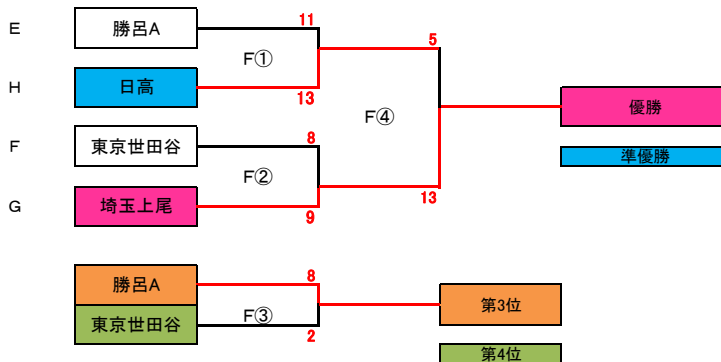 E 勝呂A 11
F① 5
H 日高 13
優勝
F④
F 東京世田谷 8
準優勝
F②
G 埼玉上尾 9 13
勝呂A 8
第3位
F③
東京世田谷 2
第4位